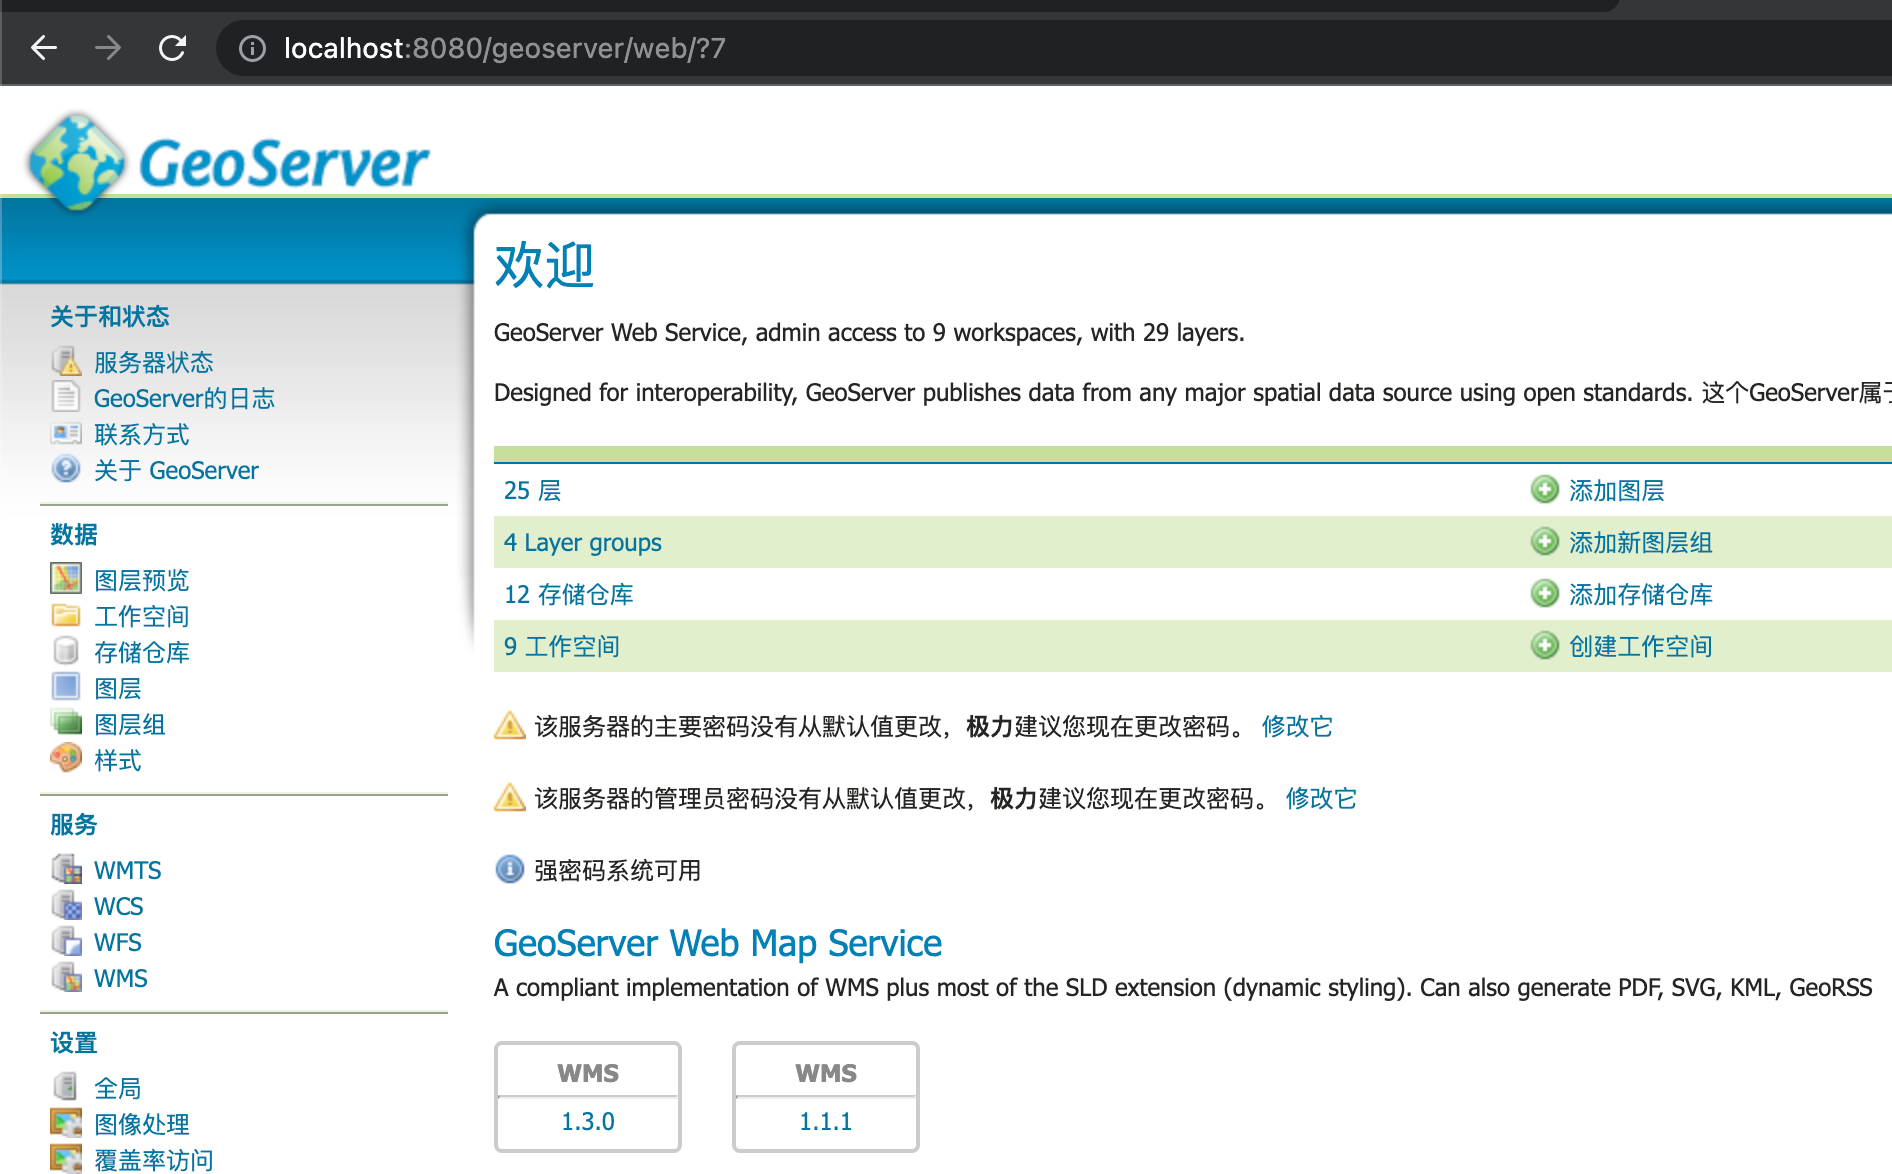 localhost:8080/geoserver/web/?7
GeoServer
关于和状态
服务器状态
GeoServer的日志
联系方式
关于 GeoServer
数据
图层预览
工作空间
存储仓库
图层
图层组
样式
服务
WMTS
WCS
WFS
WMS
设置
全局
图像处理
覆盖率访问
欢迎
GeoServer Web Service, admin access to 9 workspaces, with 29 layers.
Designed for interoperability, GeoServer publishes data from any major spatial data source using open standards. 这个GeoServer属于
25 层 添加图层
4 Layer groups 添加新图层组
12 存储仓库 添加存储仓库
9 工作空间 创建工作空间
该服务器的主要密码没有从默认值更改，极力建议您现在更改密码。 修改它
该服务器的管理员密码没有从默认值更改，极力建议您现在更改密码。 修改它
强密码系统可用
GeoServer Web Map Service
A compliant implementation of WMS plus most of the SLD extension (dynamic styling). Can also generate PDF, SVG, KML, GeoRSS
WMS WMS
1.3.0 1.1.1